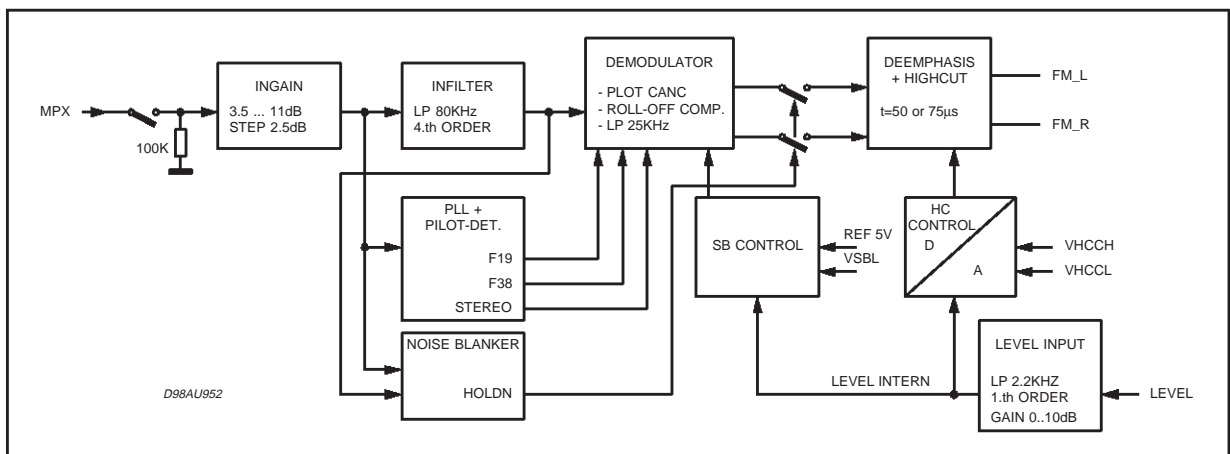 MPX
100K
INGAIN
3.5 ... 11dB
STEP 2.5dB
INFILTER
LP 80KHz
4.th ORDER
DEMODULATOR
- PLOT CANC
- ROLL-OFF COMP.
- LP 25KHz
DEEMPHASIS
+ HIGHCUT
t=50 or 75µs
FM_L
FM_R
PLL +
PILOT-DET.
F19
F38
STEREO
SB CONTROL
REF 5V
VSBL
HC
CONTROL
D
A
VHCCH
VHCCL
NOISE BLANKER
HOLDN
LEVEL INTERN
LEVEL INPUT
LP 2.2KHZ
1.th ORDER
GAIN 0..10dB
LEVEL
D98AU952